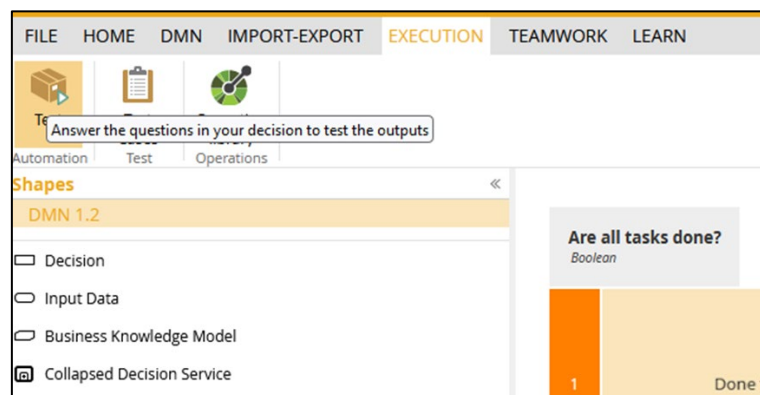 FILE HOME DMN IMPORT-EXPORT EXECUTION TEAMWORK LEARN
Answer the questions in your decision to test the outputs
Automation Test Operations
Shapes
DMN 1.2
Decision
Input Data
Business Knowledge Model
Collapsed Decision Service
Are all tasks done?
Boolean
1 Done